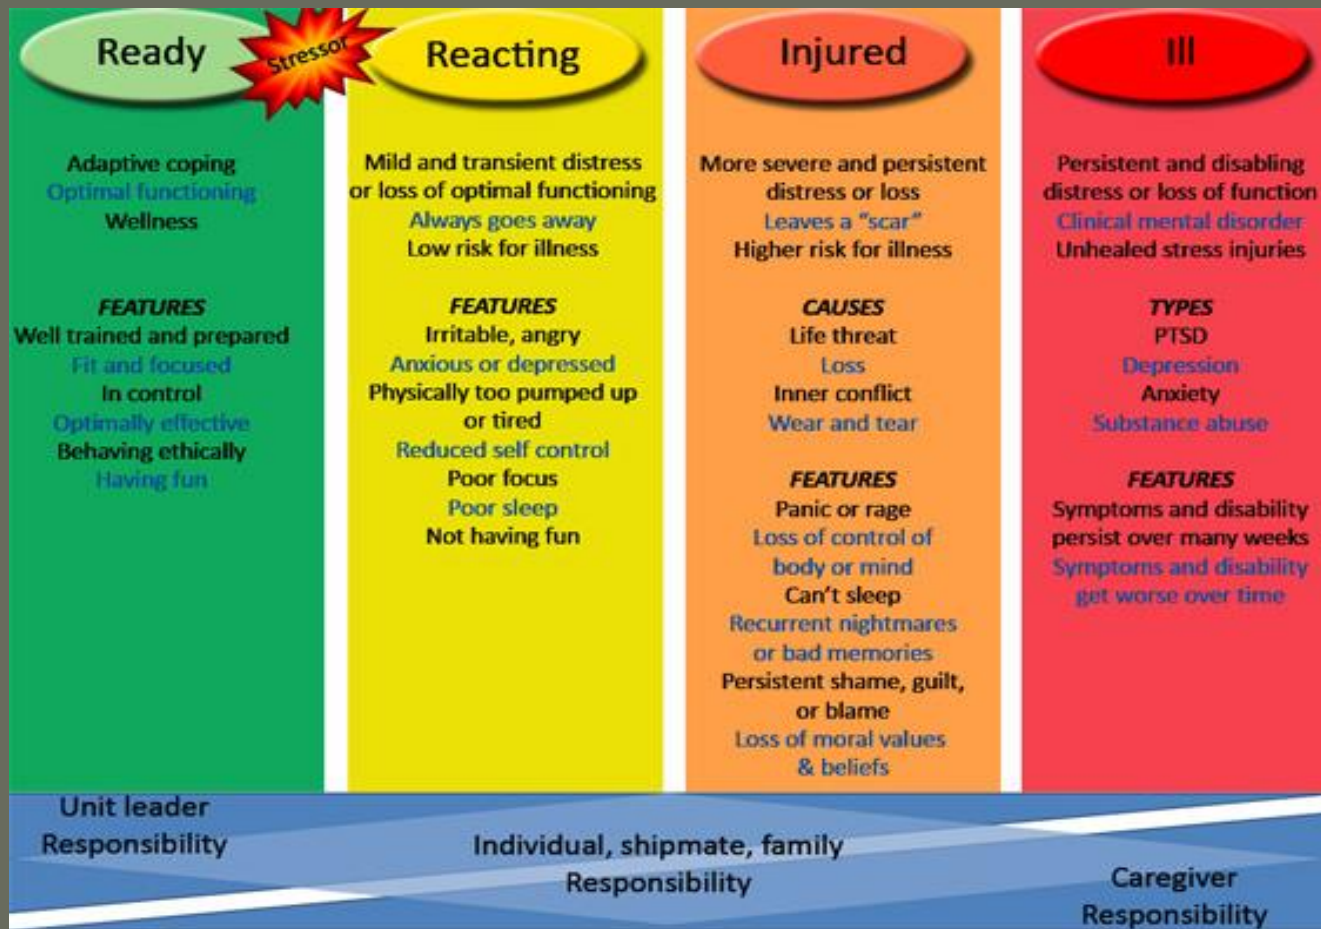 Ready
Stressor
Adaptive coping
Optimal functioning
Wellness
FEATURES
Well trained and prepared
Fit and focused
In control
Optimally effective
Behaving ethically
Having fun
Reacting
Mild and transient distress
or loss of optimal functioning
Always goes away
Low risk for illness
FEATURES
Irritable, angry
Anxious or depressed
Physically too pumped up
or tired
Reduced self control
Poor focus
Poor sleep
Not having fun
Injured
More severe and persistent
distress or loss
Leaves a “scar”
Higher risk for illness
CAUSES
Life threat
Loss
Inner conflict
Wear and tear
FEATURES
Panic or rage
Loss of control of
body or mind
Can’t sleep
Recurrent nightmares
or bad memories
Persistent shame, guilt,
or blame
Loss of moral values
& beliefs
Ill
Persistent and disabling
distress or loss of function
Clinical mental disorder
Unhealed stress injuries
TYPES
PTSD
Depression
Anxiety
Substance abuse
FEATURES
Symptoms and disability
persist over many weeks
Symptoms and disability
get worse over time
Unit leader
Responsibility
Individual, shipmate, family
Responsibility
Caregiver
Responsibility